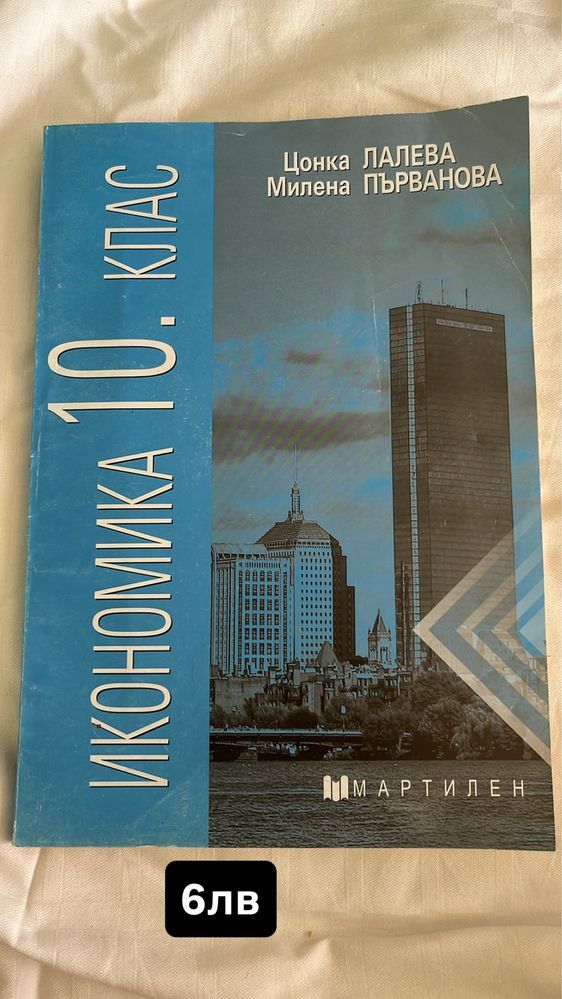 Цонка ЛАЛЕВА
Милена ПЪРВАНОВА
ИКОНОМИКА 10. КЛАС
МАРТИЛЕН
6лв